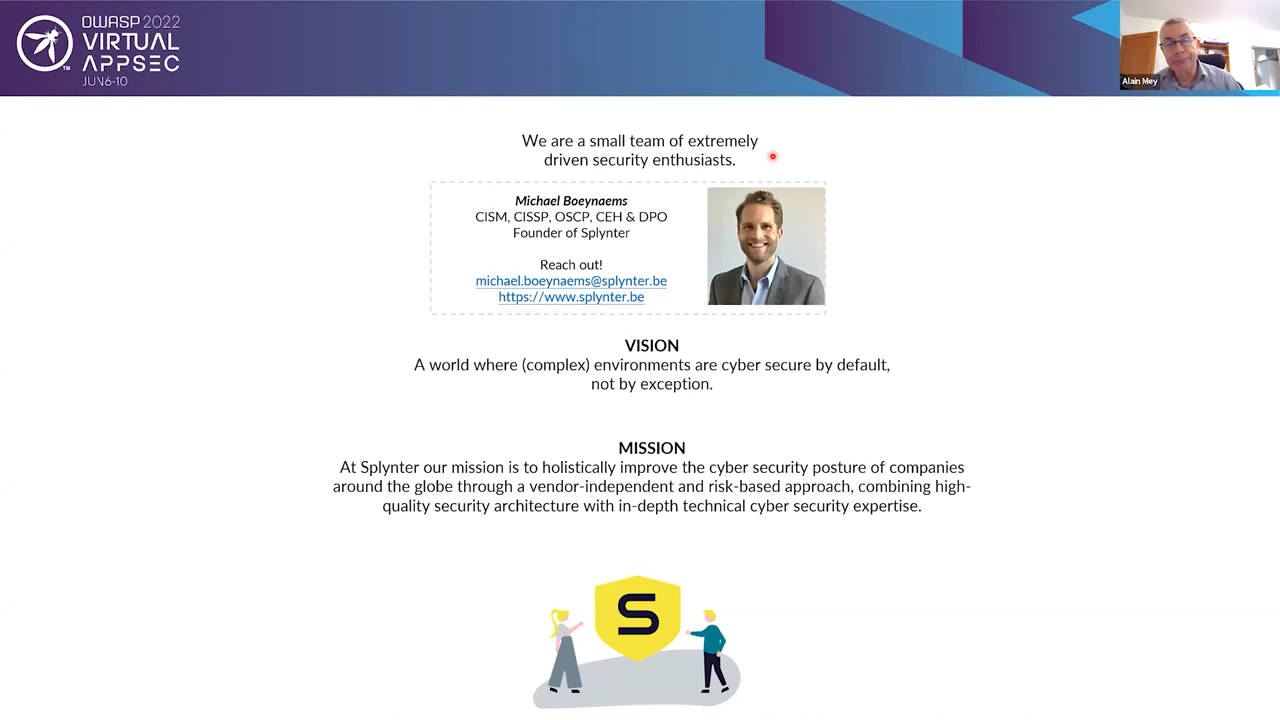 OWASP 2022
VIRTUAL
APPSEC
TM
JUN 6-10
Alain Mey
We are a small team of extremely
driven security enthusiasts.
Michael Boeynaems
CISM, CISSP, OSCP, CEH & DPO
Founder of Splynter
Reach out!
michael.boeynaems@splynter.be
https://www.splynter.be
VISION
A world where (complex) environments are cyber secure by default,
not by exception.
MISSION
At Splynter our mission is to holistically improve the cyber security posture of companies
around the globe through a vendor-independent and risk-based approach, combining high-
quality security architecture with in-depth technical cyber security expertise.
S